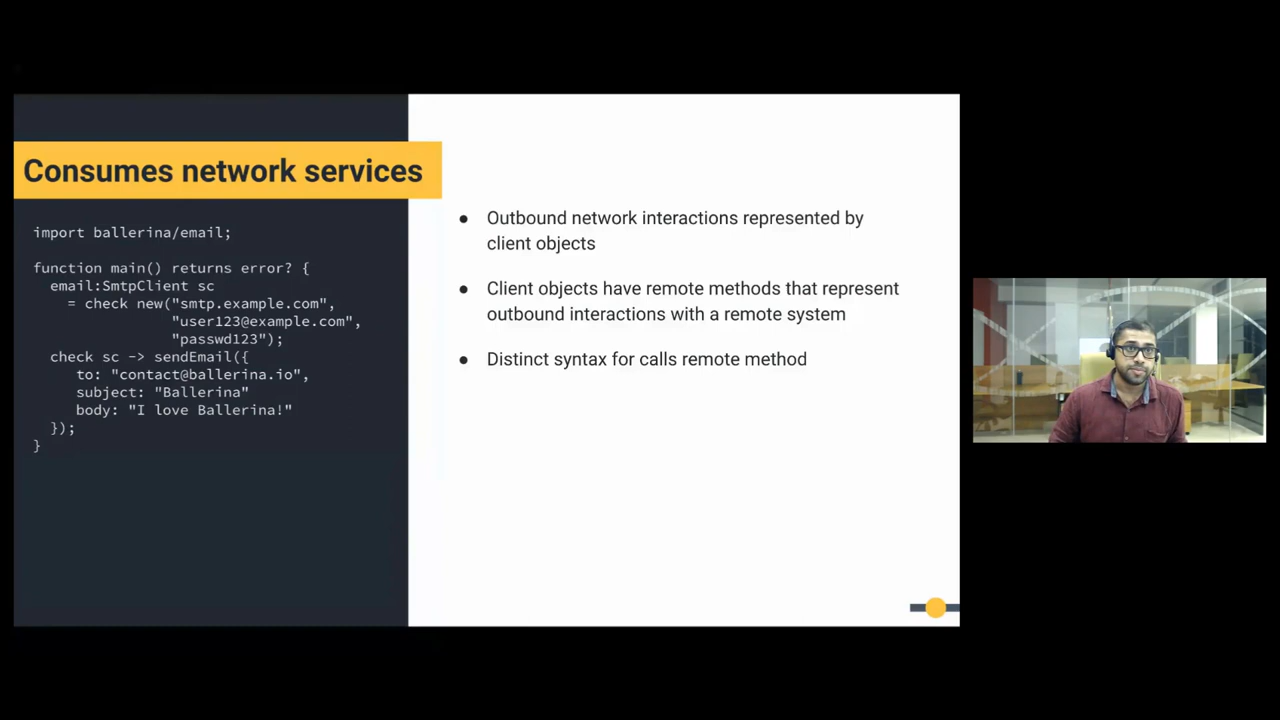 Consumes network services
import ballerina/email;
function main() returns error? {
email:SmtpClient sc
= check new("smtp.example.com",
"user123@example.com",
"passwd123");
check sc -> sendEmail({
to: "contact@ballerina.io",
subject: "Ballerina"
body: "I love Ballerina!"
});
}
● Outbound network interactions represented by
client objects
● Client objects have remote methods that represent
outbound interactions with a remote system
● Distinct syntax for calls remote method